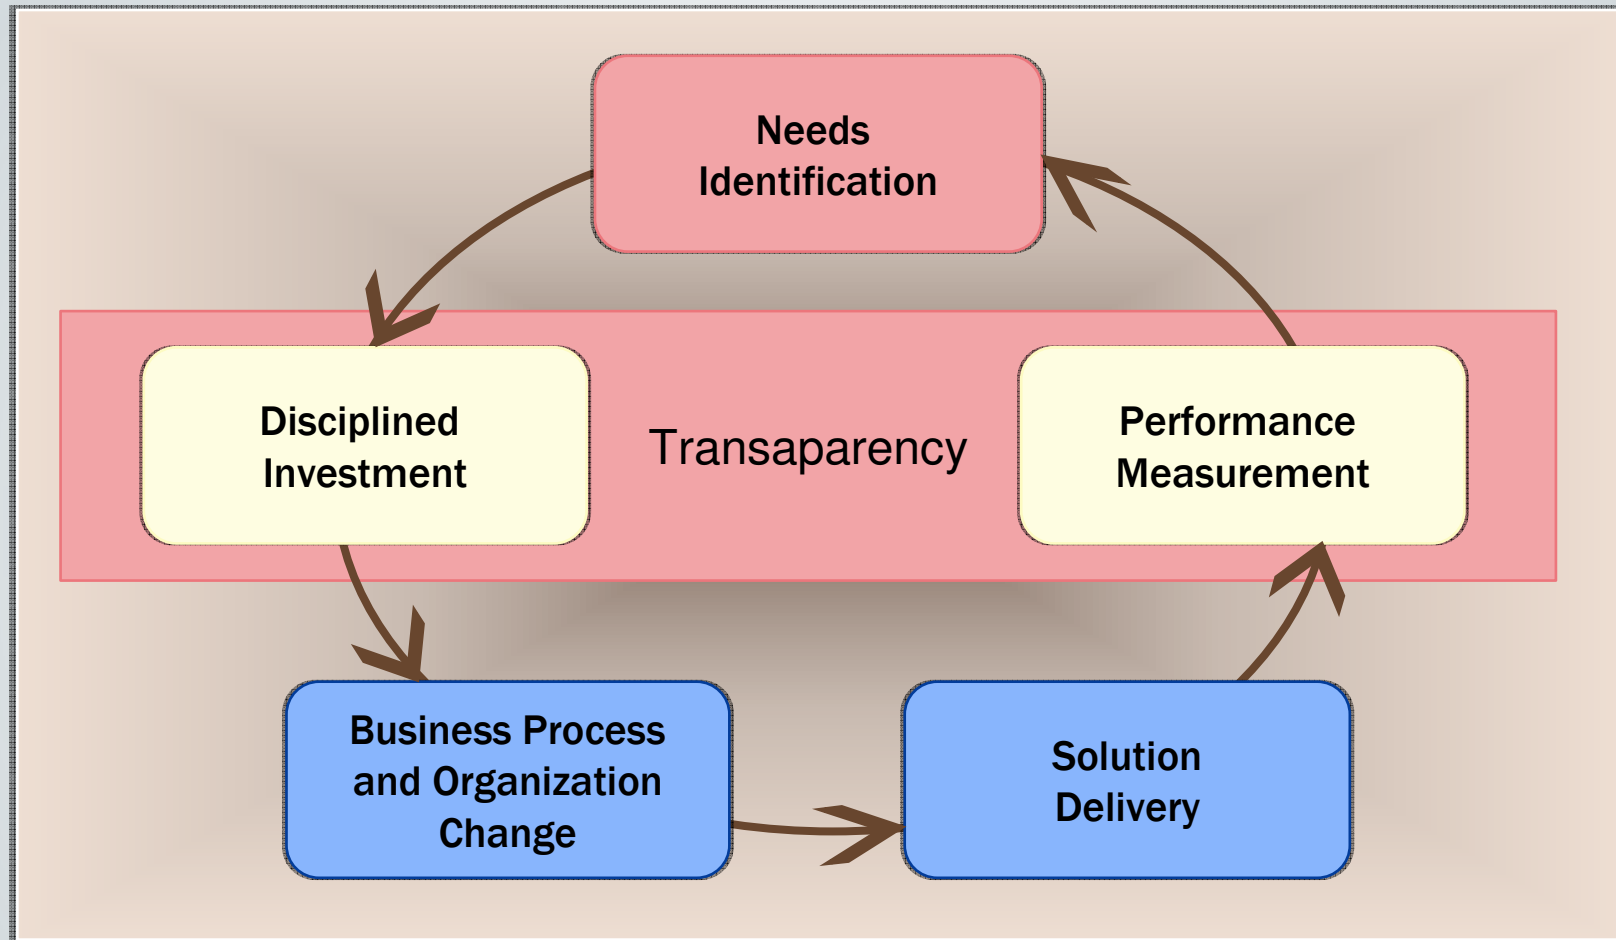 Needs
Identification
Disciplined
Investment
Transaparency
Performance
Measurement
Business Process
and Organization
Change
Solution
Delivery